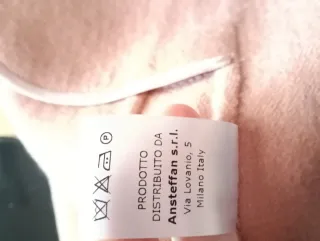 PRODOTTO
DISTRIBUITO DA
Ansteffan s.r.l.
Via Lovanio, 5
Milano Italy
P